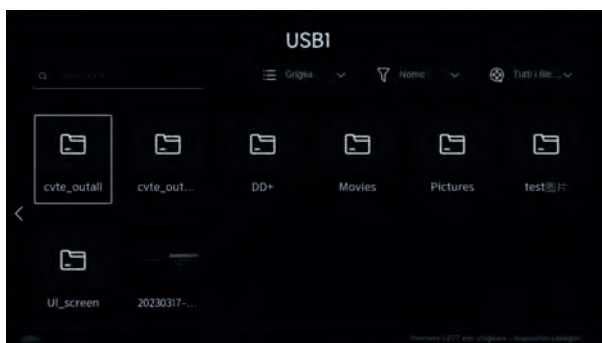 USB1
Griglia Nome Tutti i file...
cvte_outall cvte_out... DD+ Movies Pictures test图片
UI_screen 20230317-...